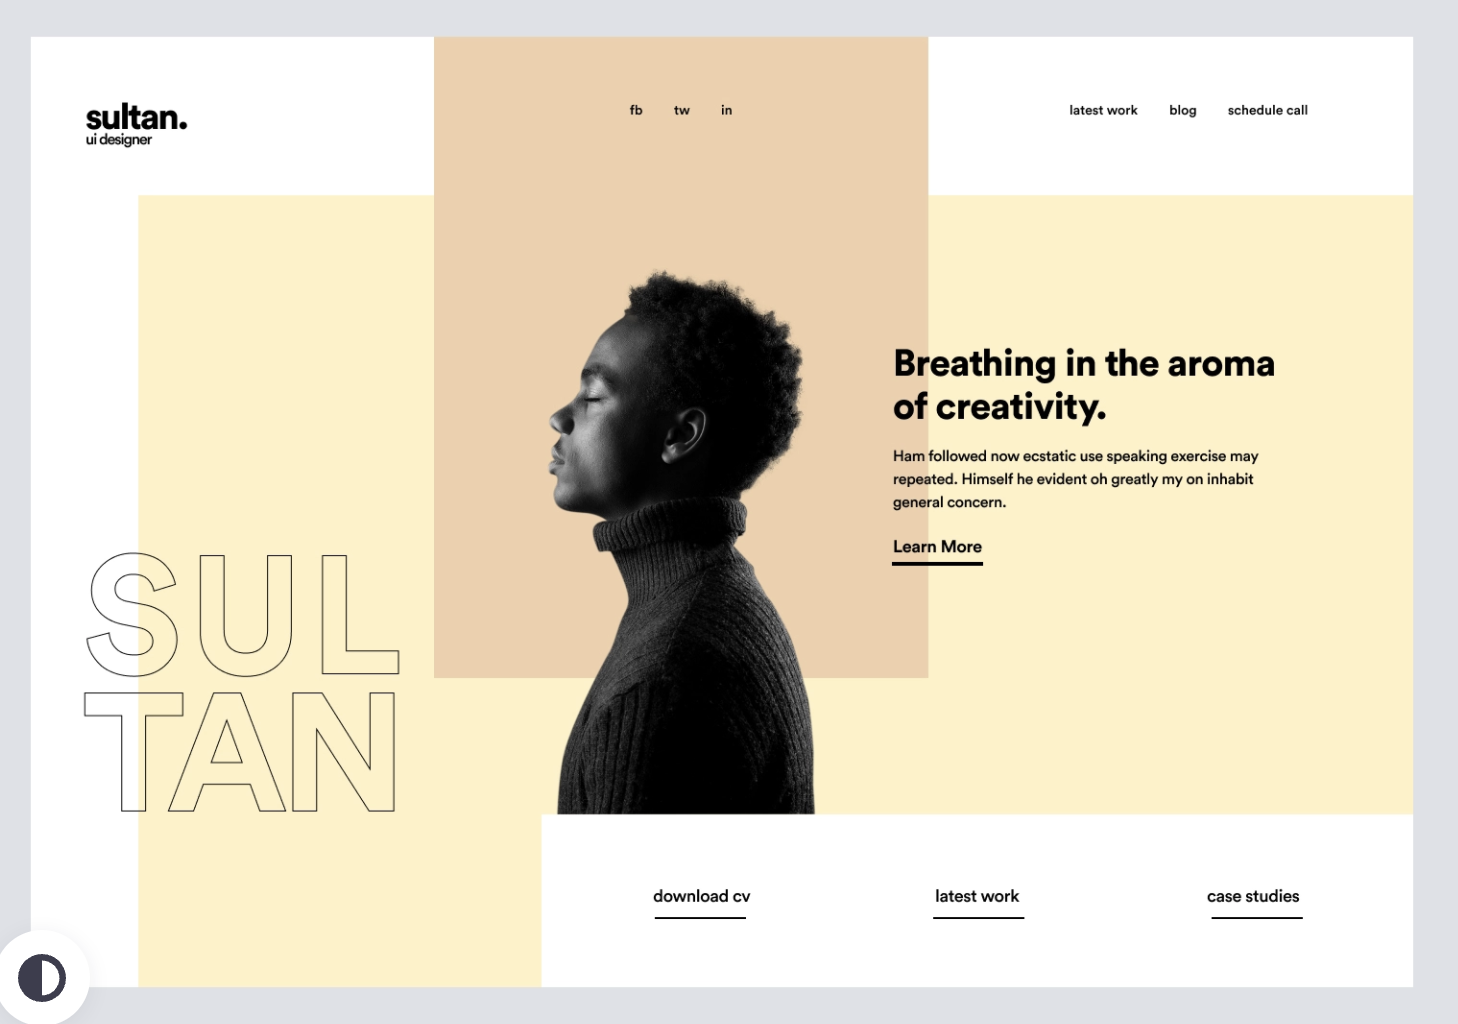 sultan.
ui designer
fb tw in
latest work blog schedule call
Breathing in the aroma
of creativity.
Ham followed now ecstatic use speaking exercise may
repeated. Himself he evident oh greatly my on inhabit
general concern.
Learn More
SUL
TAN
download cv latest work case studies